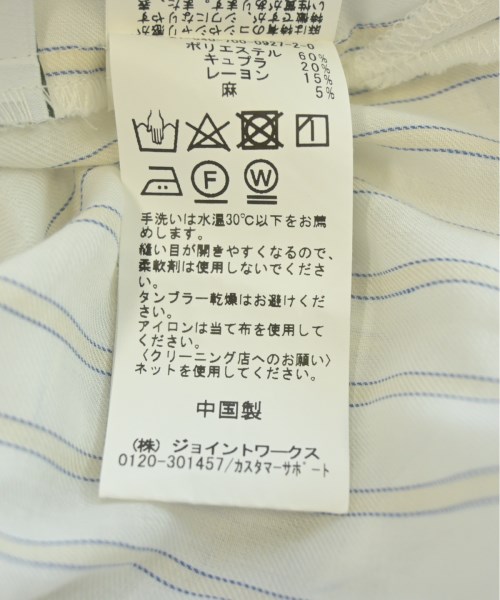 ポリエステル 60%
キュプラ 20%
レーヨン 15%
麻 5%
F
W
手洗いは水温30℃以下をお薦
めします。
縫い目が開きやすくなるので、
柔軟剤は使用しないでくださ
い。
タンブラー乾燥はお避けくだ
さい。
アイロンは当て布を使用して
ください。
〈クリーニング店へのお願い〉
ネットを使用してください。
中国製
(株) ジョイントワークス
0120-301457/カスタマーサポート